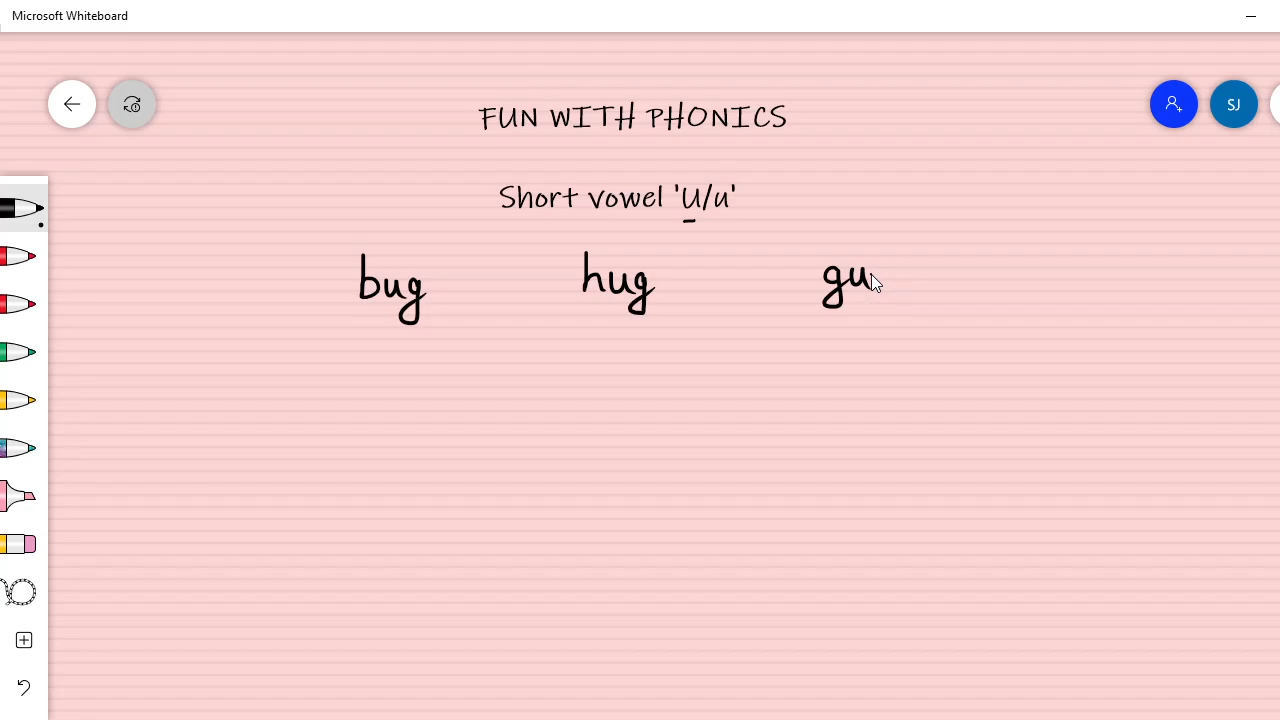 Microsoft Whiteboard
SJ
FUN WITH PHONICS
Short vowel 'U/u'
bug hug gu